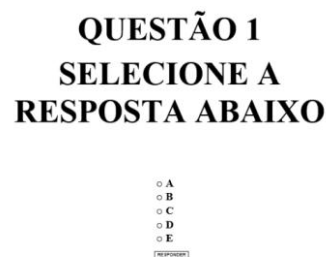 QUESTÃO 1
SELECIONE A
RESPOSTA ABAIXO
A
B
C
D
E
RESPONDER